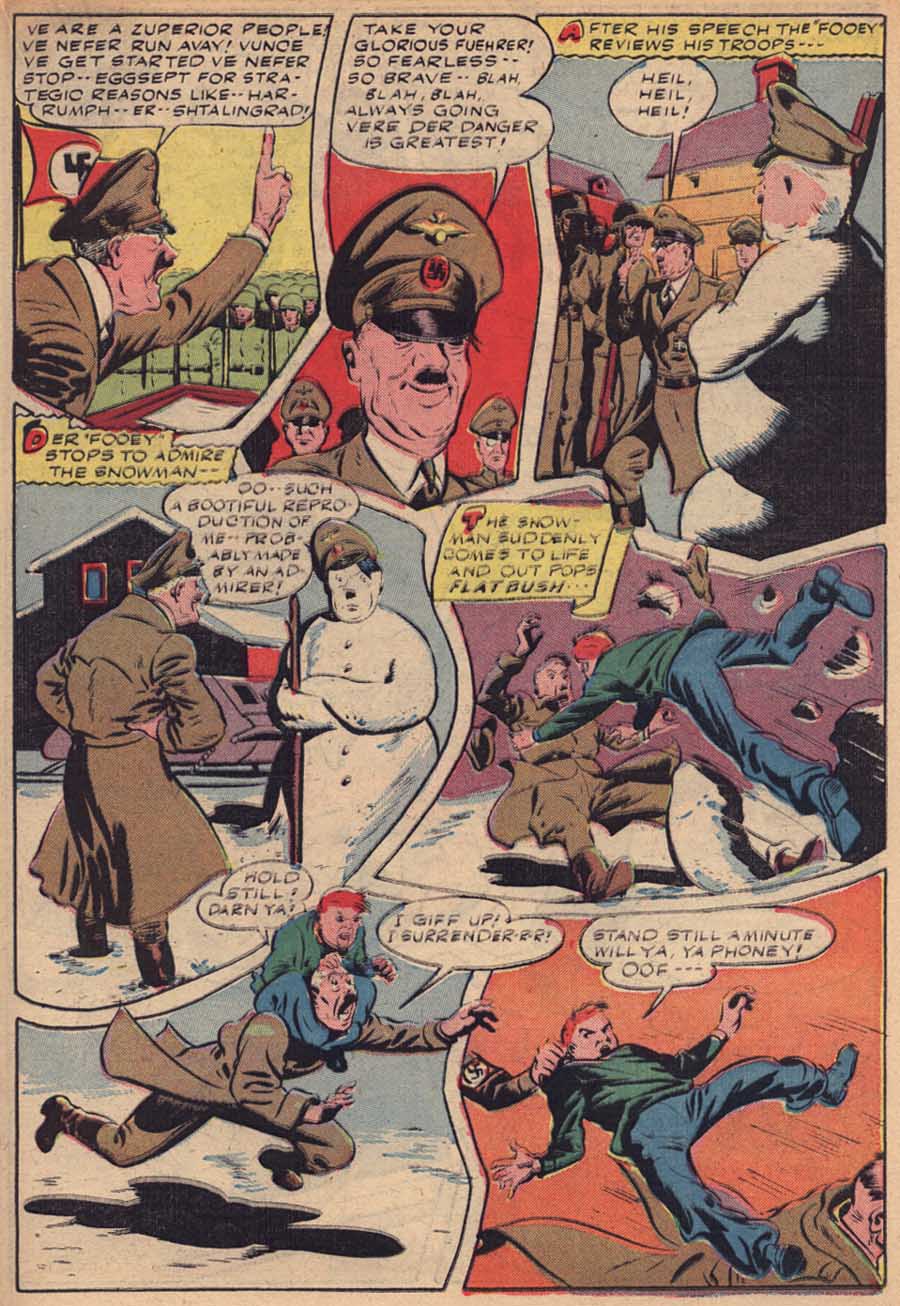 VE ARE A ZUPERIOR PEOPLE!
VE NEFER RUN AVAY! VUNCE
VE GET STARTED VE NEFER
STOP-- EGGSEPT FOR STRA-
TEGIC REASONS LIKE-- HAR-
RUMPH-- ER-- SHTALINGRAD!
TAKE YOUR
GLORIOUS FUEHRER!
SO FEARLESS--
SO BRAVE-- BLAH,
BLAH, BLAH,
ALWAYS GOING
VERE DER DANGER
IS GREATEST!
AFTER HIS SPEECH THE "FOOEY"
REVIEWS HIS TROOPS---
HEIL,
HEIL,
HEIL!
DER "FOOEY"
STOPS TO ADMIRE
THE SNOWMAN--
OO-- SUCH
A BOOTIFUL REPRO-
DUCTION OF
ME-- PROB-
ABLY MADE
BY AN AD-
MIRER!
THE SNOW-
MAN SUDDENLY
COMES TO LIFE
AND OUT POPS
FLATBUSH---
HOLD
STILL!
DARN YA!
I GIFF UP!
I SURRENDER-R-R!
STAND STILL A MINUTE
WILL YA, YA PHONEY!
OOF---